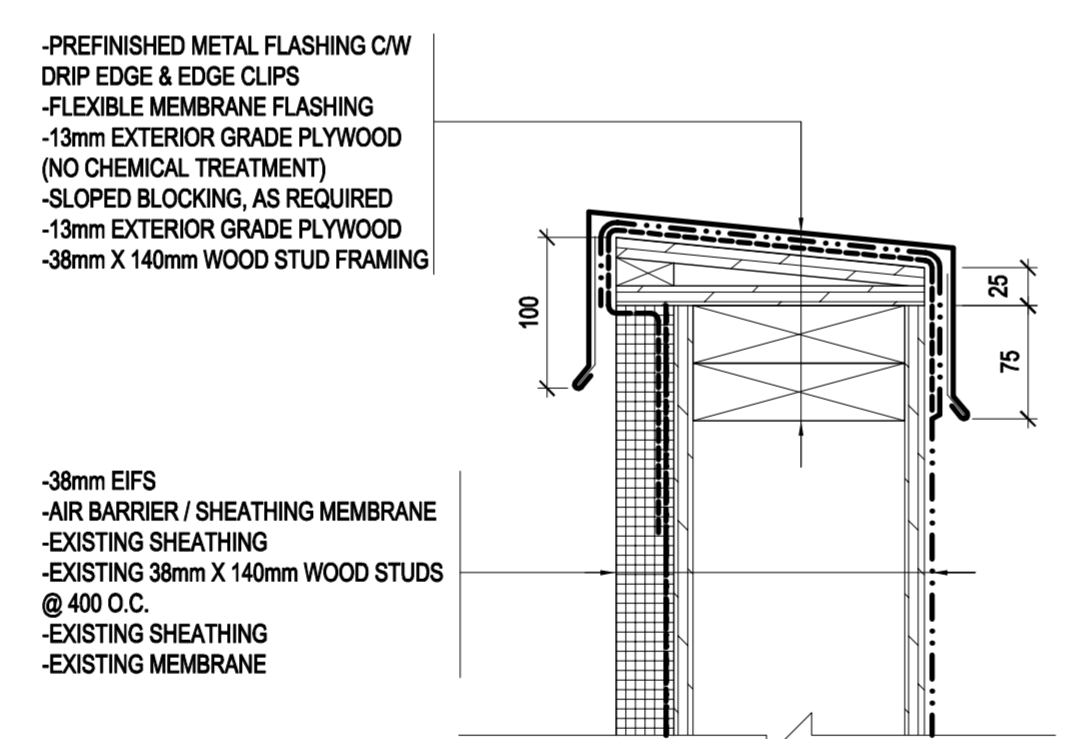 -PREFINISHED METAL FLASHING C/W
DRIP EDGE & EDGE CLIPS
-FLEXIBLE MEMBRANE FLASHING
-13mm EXTERIOR GRADE PLYWOOD
(NO CHEMICAL TREATMENT)
-SLOPED BLOCKING, AS REQUIRED
-13mm EXTERIOR GRADE PLYWOOD
-38mm X 140mm WOOD STUD FRAMING
100
25
75
-38mm EIFS
-AIR BARRIER / SHEATHING MEMBRANE
-EXISTING SHEATHING
-EXISTING 38mm X 140mm WOOD STUDS
@ 400 O.C.
-EXISTING SHEATHING
-EXISTING MEMBRANE